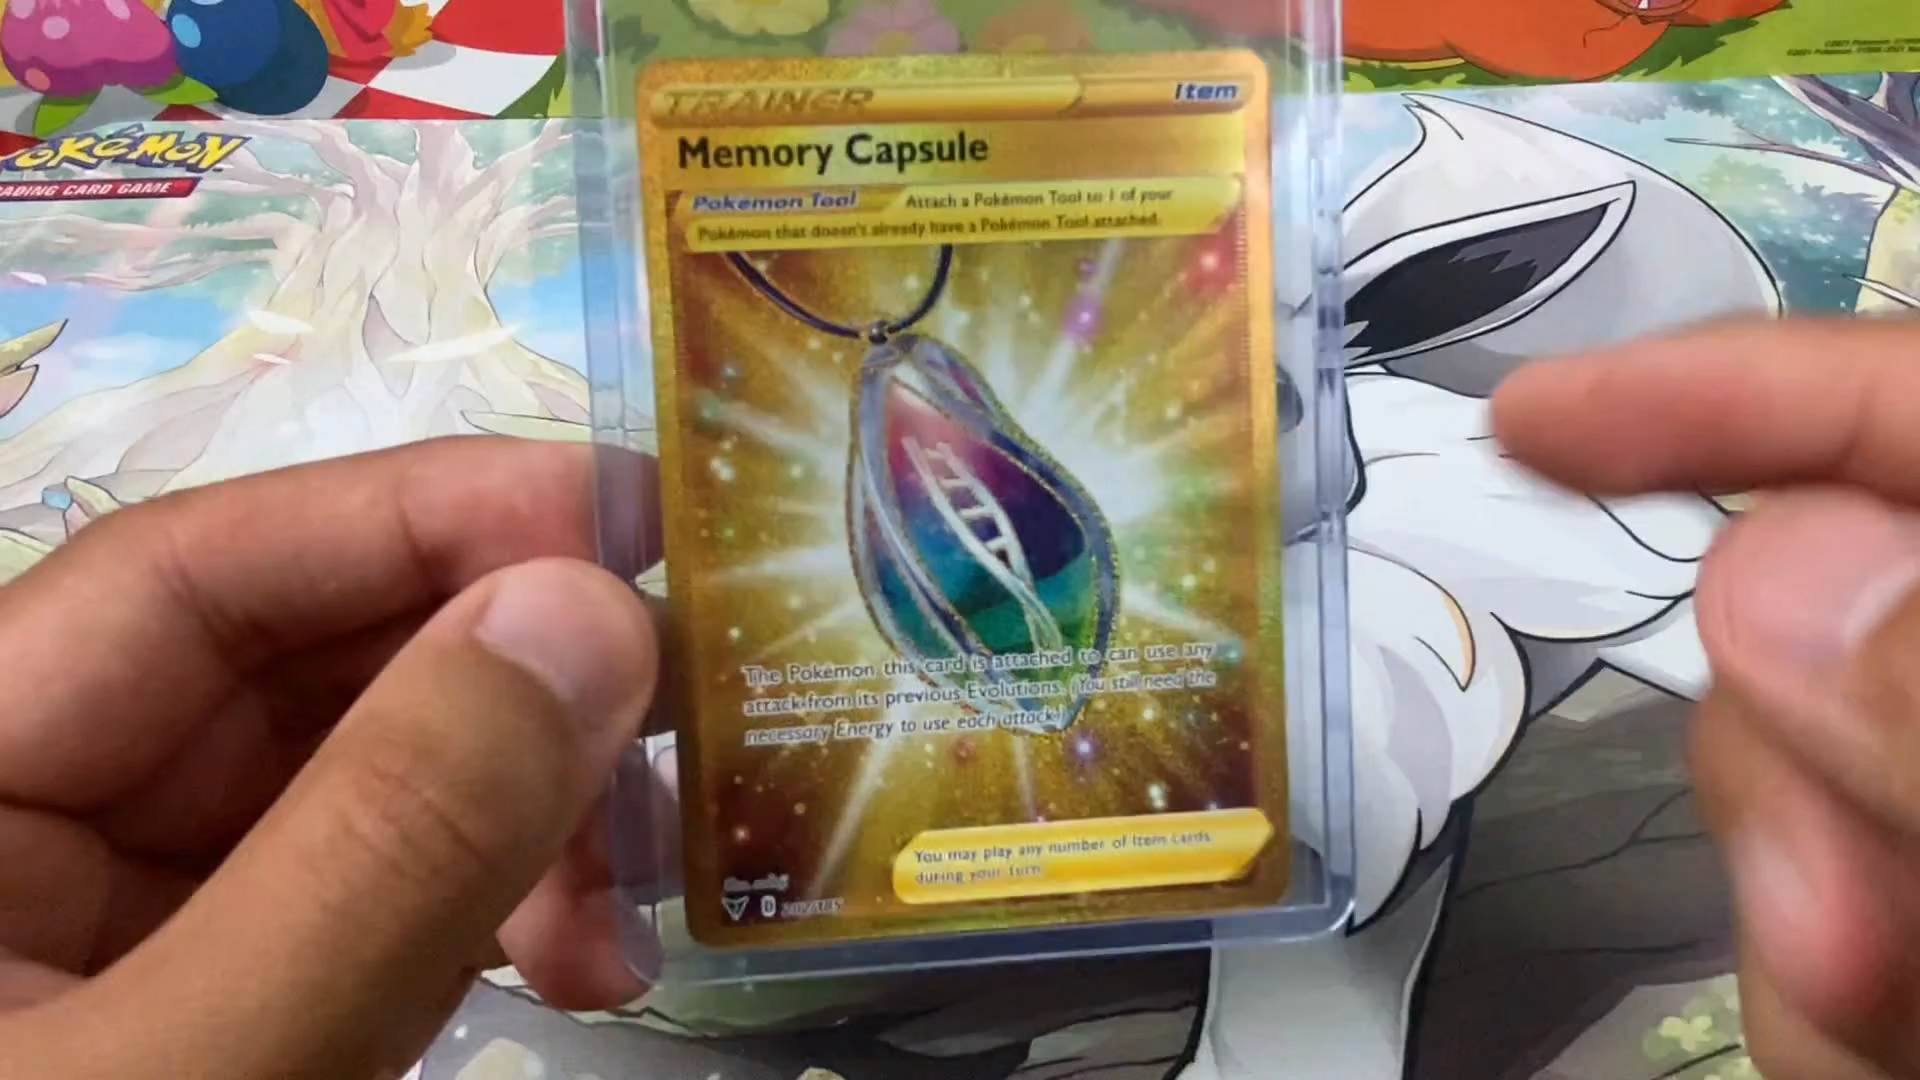 POKéMON
TRADING CARD GAME
TRAINER
Item
Memory Capsule
Pokémon Tool Attach a Pokémon Tool to 1 of your
Pokémon that doesn't already have a Pokémon Tool attached.
The Pokémon this card is attached to can use any
attack from its previous Evolutions. (You still need the
necessary Energy to use each attack.)
You may play any number of Item cards
during your turn.
D 202/185